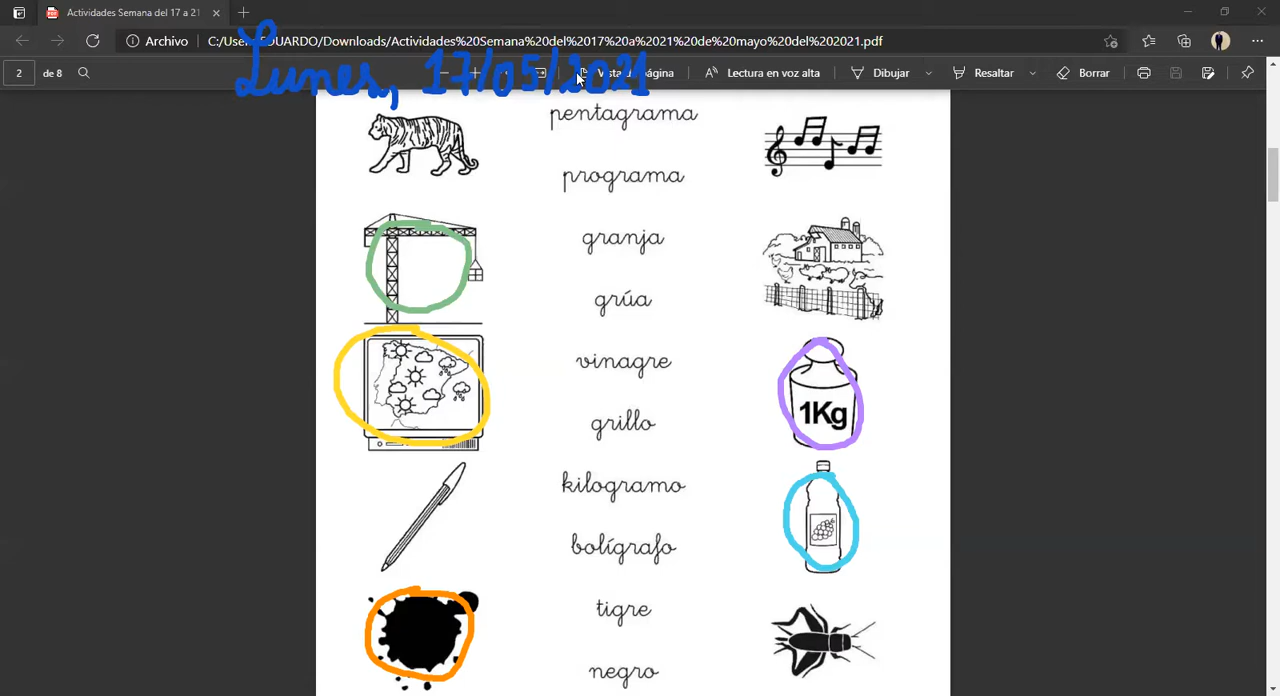 Actividades Semana del 17 a 21
Archivo C:/Users/EDUARDO/Downloads/Actividades%20Semana%20del%2017%20a%2021%20de%20mayo%20del%202021.pdf
Lunes, 17/05/2021
2 de 8 Vista de página Lectura en voz alta Dibujar Resaltar Borrar
pentagrama
programa
granja
grúa
vinagre
grillo
1Kg
kilogramo
bolígrafo
tigre
negro